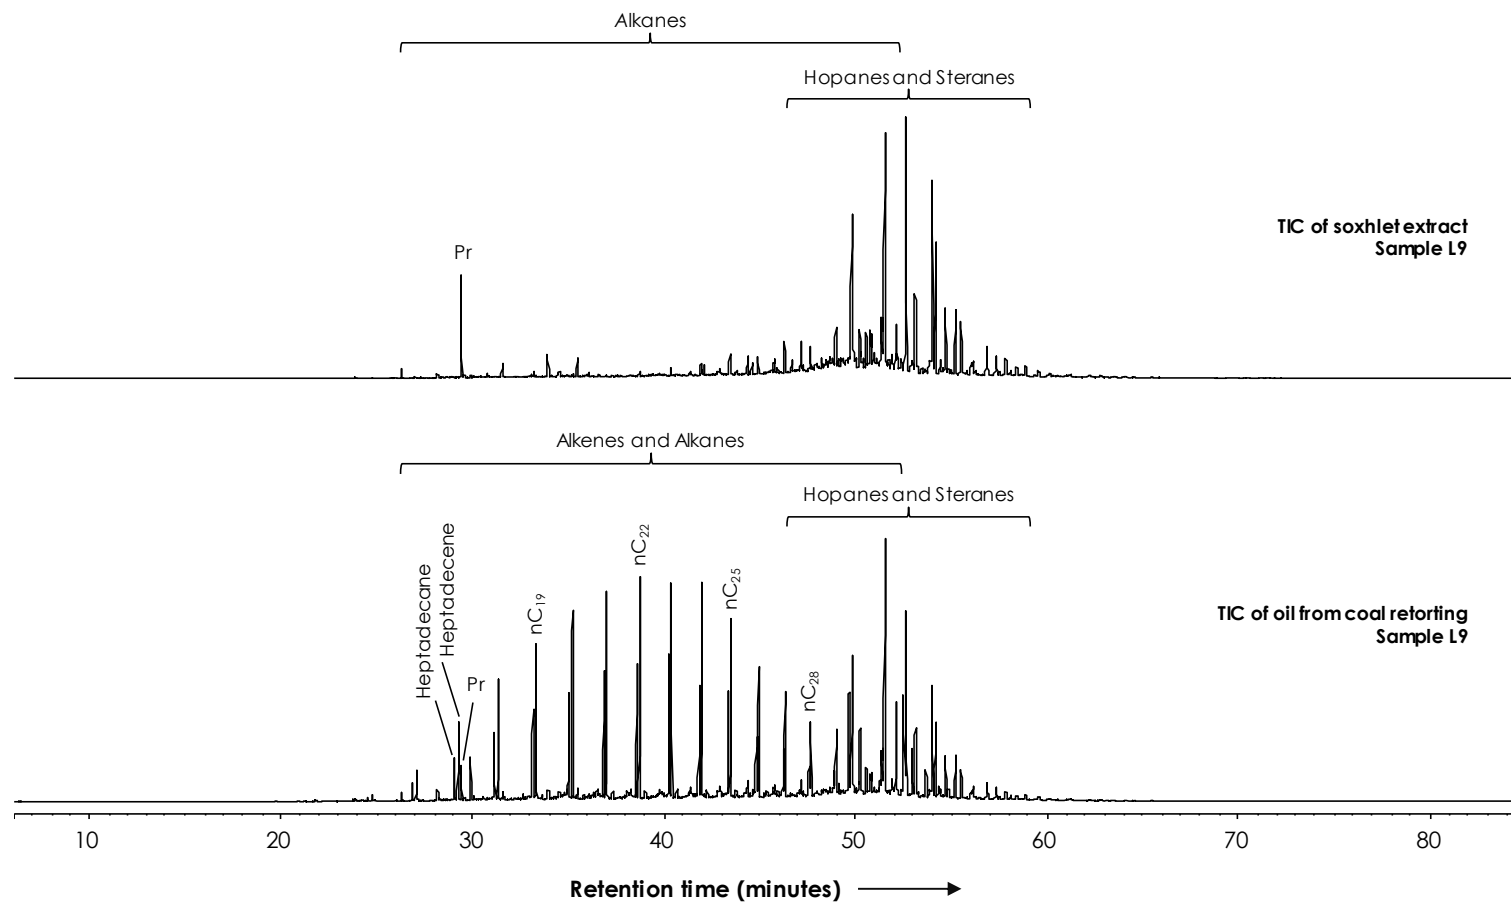 Alkanes
Hopanes and Steranes
TIC of soxhlet extract
Sample L9
Pr
Alkenes and Alkanes
Hopanes and Steranes
Heptadecane
Heptadecene
Pr
nC₁₉
nC₂₂
nC₂₅
nC₂₈
TIC of oil from coal retorting
Sample L9
10 20 30 40 50 60 70 80
Retention time (minutes)